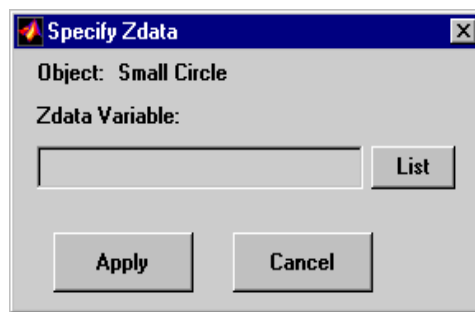 Specify Zdata
Object: Small Circle
Zdata Variable:
List
Apply Cancel